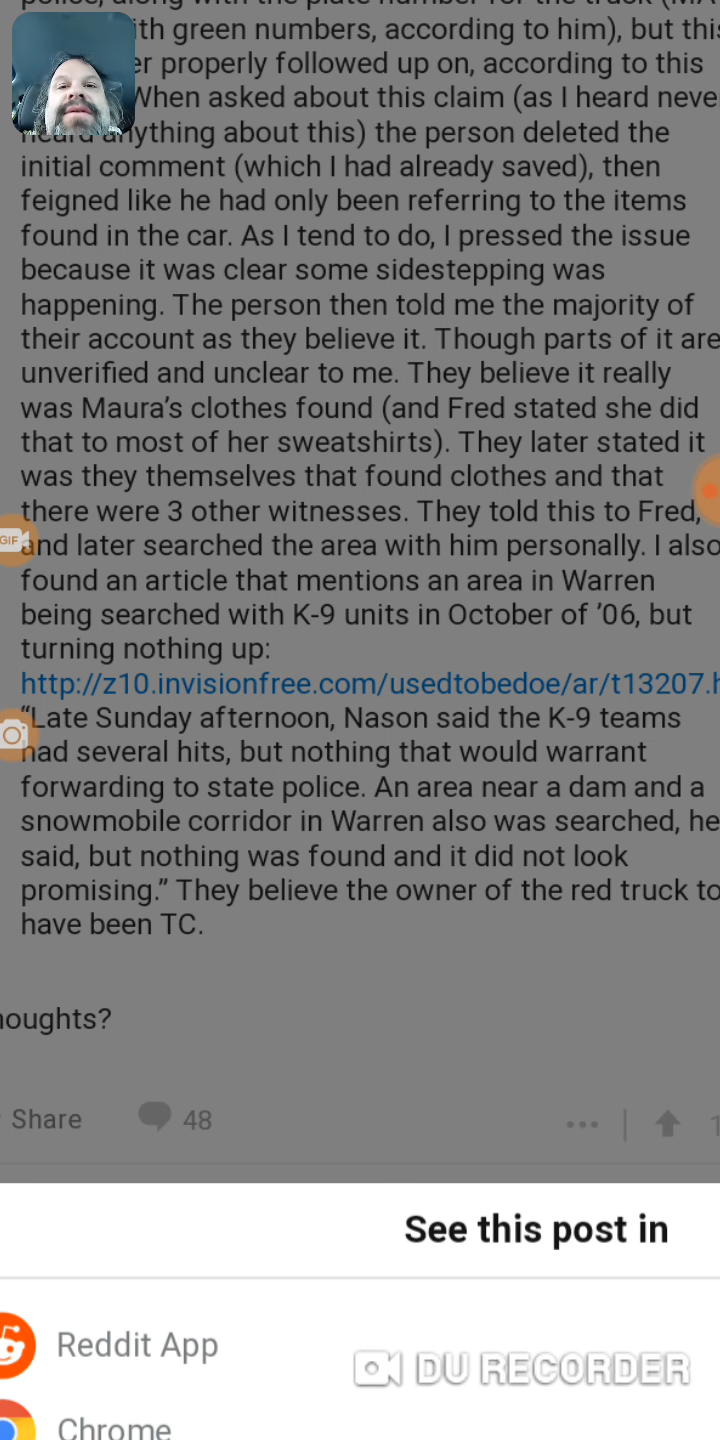 police, along with the plate number for the truck (MA
ith green numbers, according to him), but this
er properly followed up on, according to this
When asked about this claim (as I heard neve
heard anything about this) the person deleted the
initial comment (which I had already saved), then
feigned like he had only been referring to the items
found in the car. As I tend to do, I pressed the issue
because it was clear some sidestepping was
happening. The person then told me the majority of
their account as they believe it. Though parts of it are
unverified and unclear to me. They believe it really
was Maura’s clothes found (and Fred stated she did
that to most of her sweatshirts). They later stated it
was they themselves that found clothes and that
there were 3 other witnesses. They told this to Fred,
GIF
and later searched the area with him personally. I also
found an article that mentions an area in Warren
being searched with K-9 units in October of ’06, but
turning nothing up:
http://z10.invisionfree.com/usedtobedoe/ar/t13207.h
“Late Sunday afternoon, Nason said the K-9 teams
had several hits, but nothing that would warrant
forwarding to state police. An area near a dam and a
snowmobile corridor in Warren also was searched, he
said, but nothing was found and it did not look
promising.” They believe the owner of the red truck to
have been TC.
houghts?
Share 48 ... 1
See this post in
Reddit App
DU RECORDER
Chrome